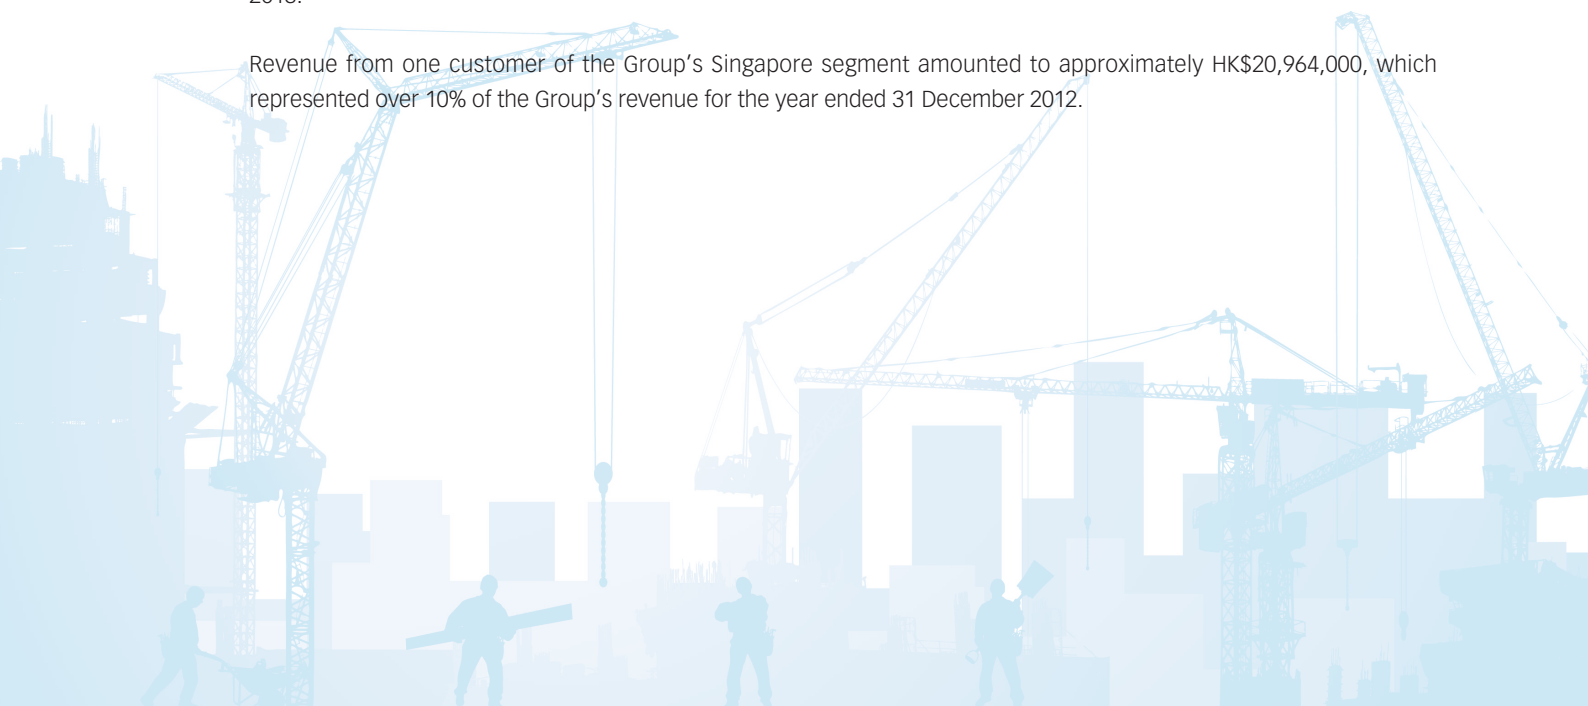 Revenue from one customer of the Group's Singapore segment amounted to approximately HK$20,964,000, which
represented over 10% of the Group's revenue for the year ended 31 December 2012.